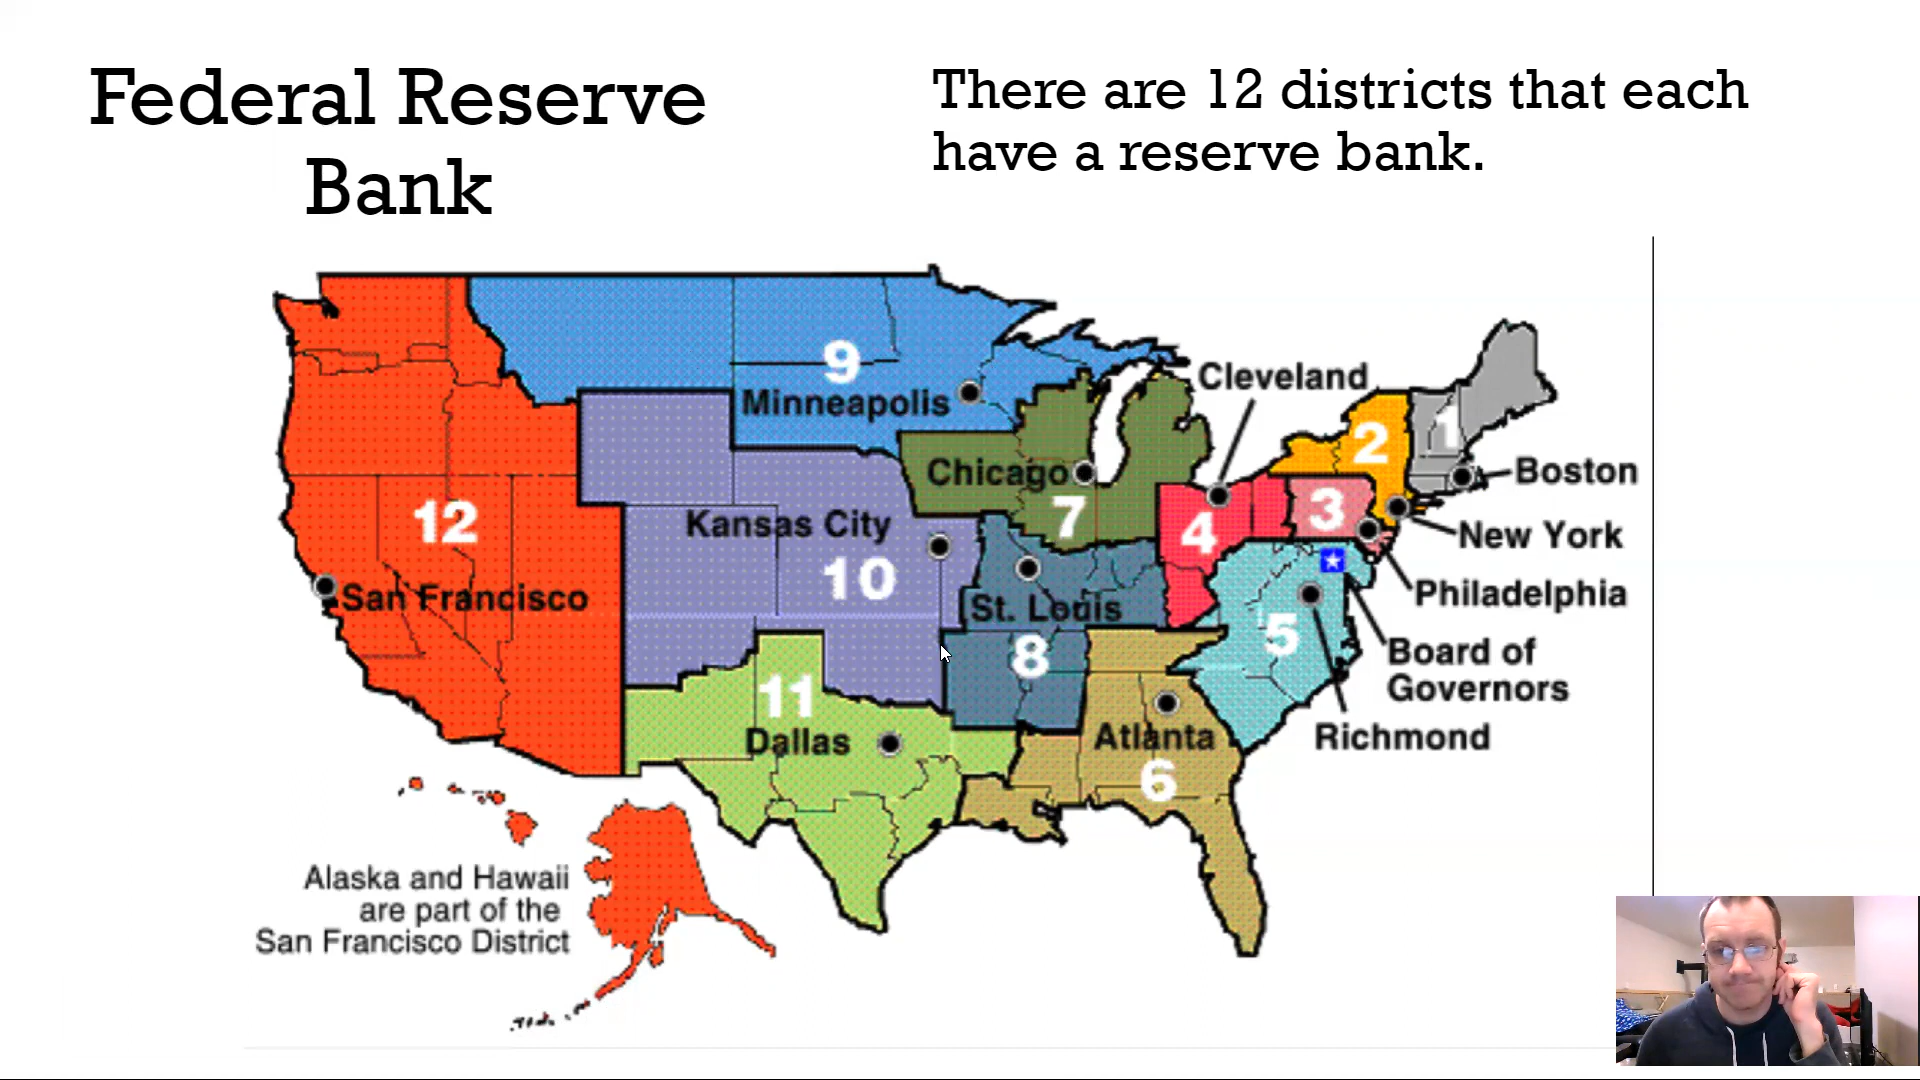 Federal Reserve
Bank
There are 12 districts that each
have a reserve bank.
9
Minneapolis
Cleveland
2
1
Chicago
Boston
12
Kansas City
7
4
3
New York
10
San Francisco
St. Louis
Philadelphia
5
8
Board of
Governors
11
Dallas
Atlanta
Richmond
6
Alaska and Hawaii
are part of the
San Francisco District